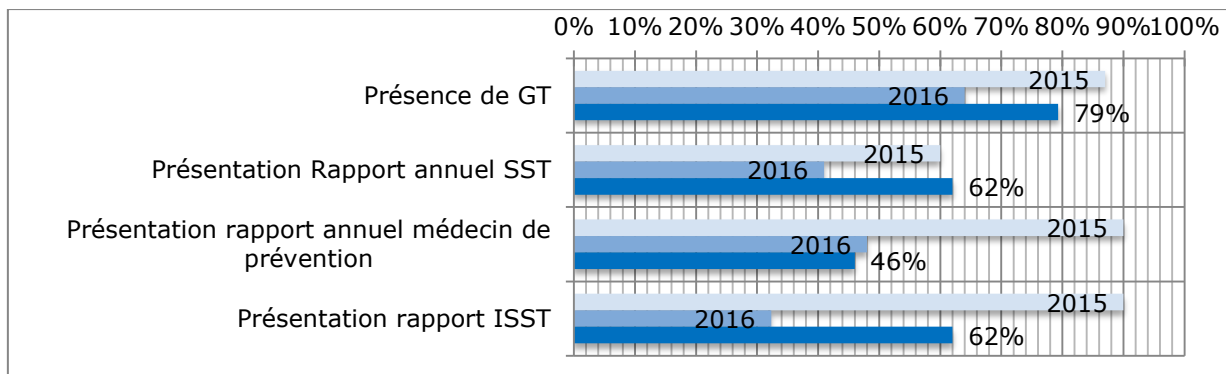 0% 10% 20% 30% 40% 50% 60% 70% 80% 90% 100%
Présence de GT
2015
2016
79%
Présentation Rapport annuel SST
2015
2016
62%
Présentation rapport annuel médecin de
prévention
2015
2016
46%
Présentation rapport ISST
2015
2016
62%